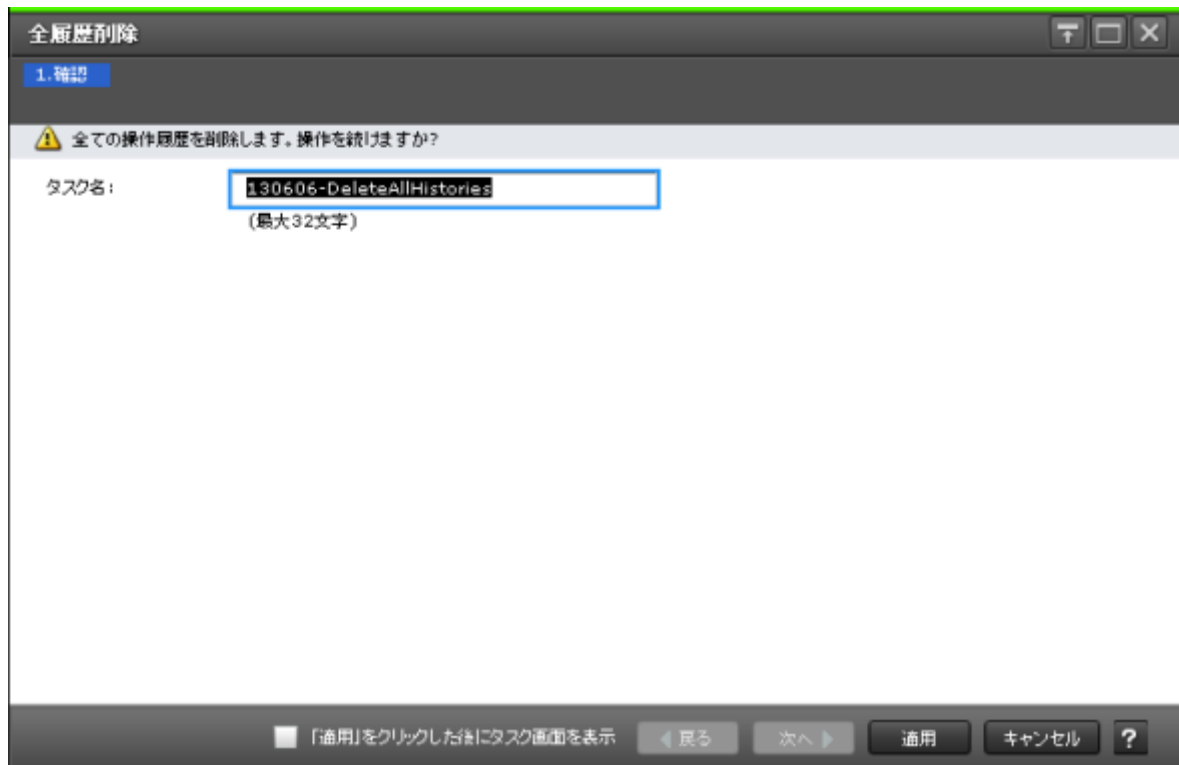 全履歴削除
1.確認
全ての操作履歴を削除します。操作を続けますか?
タスク名:
130606-DeleteAllHistories
(最大32文字)
「適用」をクリックした後にタスク画面を表示
戻る
次へ
適用
キャンセル
?